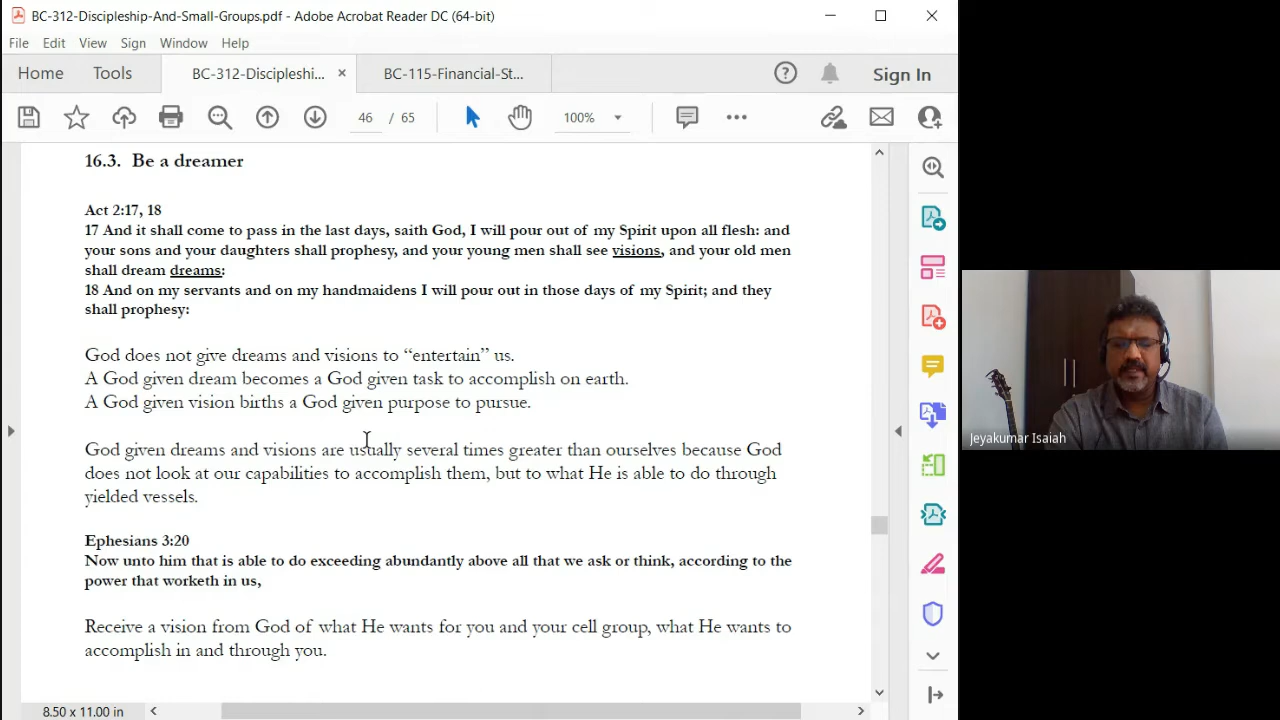 BC-312-Discipleship-And-Small-Groups.pdf - Adobe Acrobat Reader DC (64-bit)
File Edit View Sign Window Help
Home Tools BC-312-Discipleshi... × BC-115-Financial-St... Sign In
46 / 65 100%
16.3. Be a dreamer
Act 2:17, 18
17 And it shall come to pass in the last days, saith God, I will pour out of my Spirit upon all flesh: and
your sons and your daughters shall prophesy, and your young men shall see visions, and your old men
shall dream dreams:
18 And on my servants and on my handmaidens I will pour out in those days of my Spirit; and they
shall prophesy:
God does not give dreams and visions to “entertain” us.
A God given dream becomes a God given task to accomplish on earth.
A God given vision births a God given purpose to pursue.
God given dreams and visions are usually several times greater than ourselves because God
does not look at our capabilities to accomplish them, but to what He is able to do through
yielded vessels.
Ephesians 3:20
Now unto him that is able to do exceeding abundantly above all that we ask or think, according to the
power that worketh in us,
Receive a vision from God of what He wants for you and your cell group, what He wants to
accomplish in and through you.
8.50 x 11.00 in
Jeyakumar Isaiah